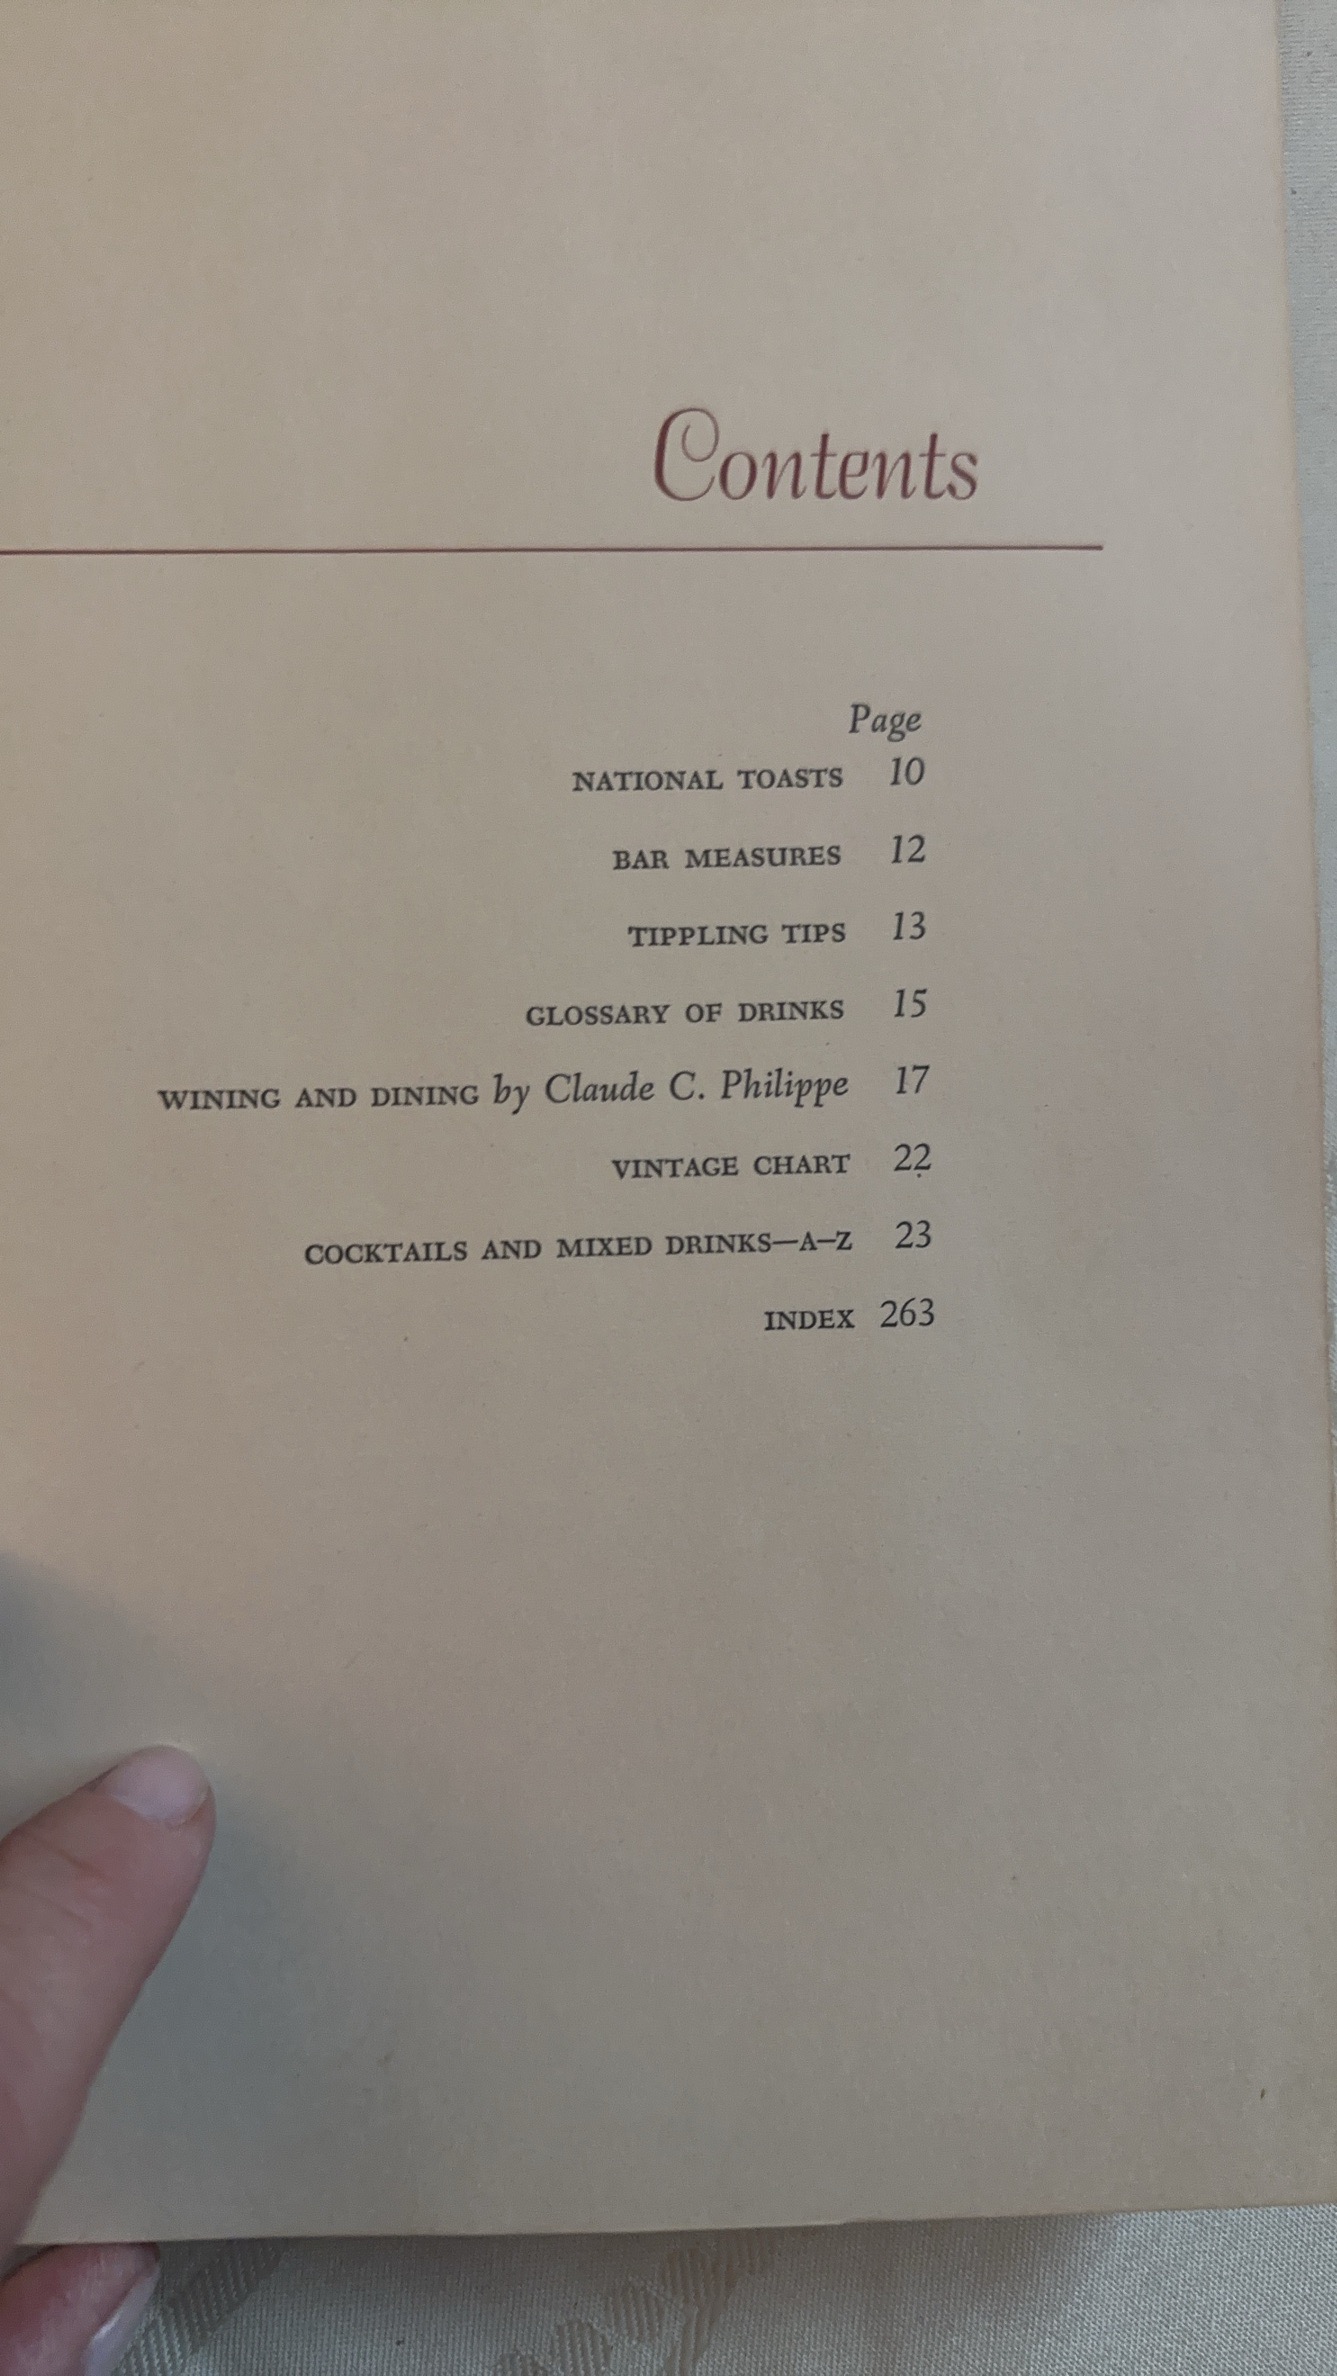 Contents
Page
NATIONAL TOASTS 10
BAR MEASURES 12
TIPPLING TIPS 13
GLOSSARY OF DRINKS 15
WINING AND DINING by Claude C. Philippe 17
VINTAGE CHART 22
COCKTAILS AND MIXED DRINKS—A–Z 23
INDEX 263